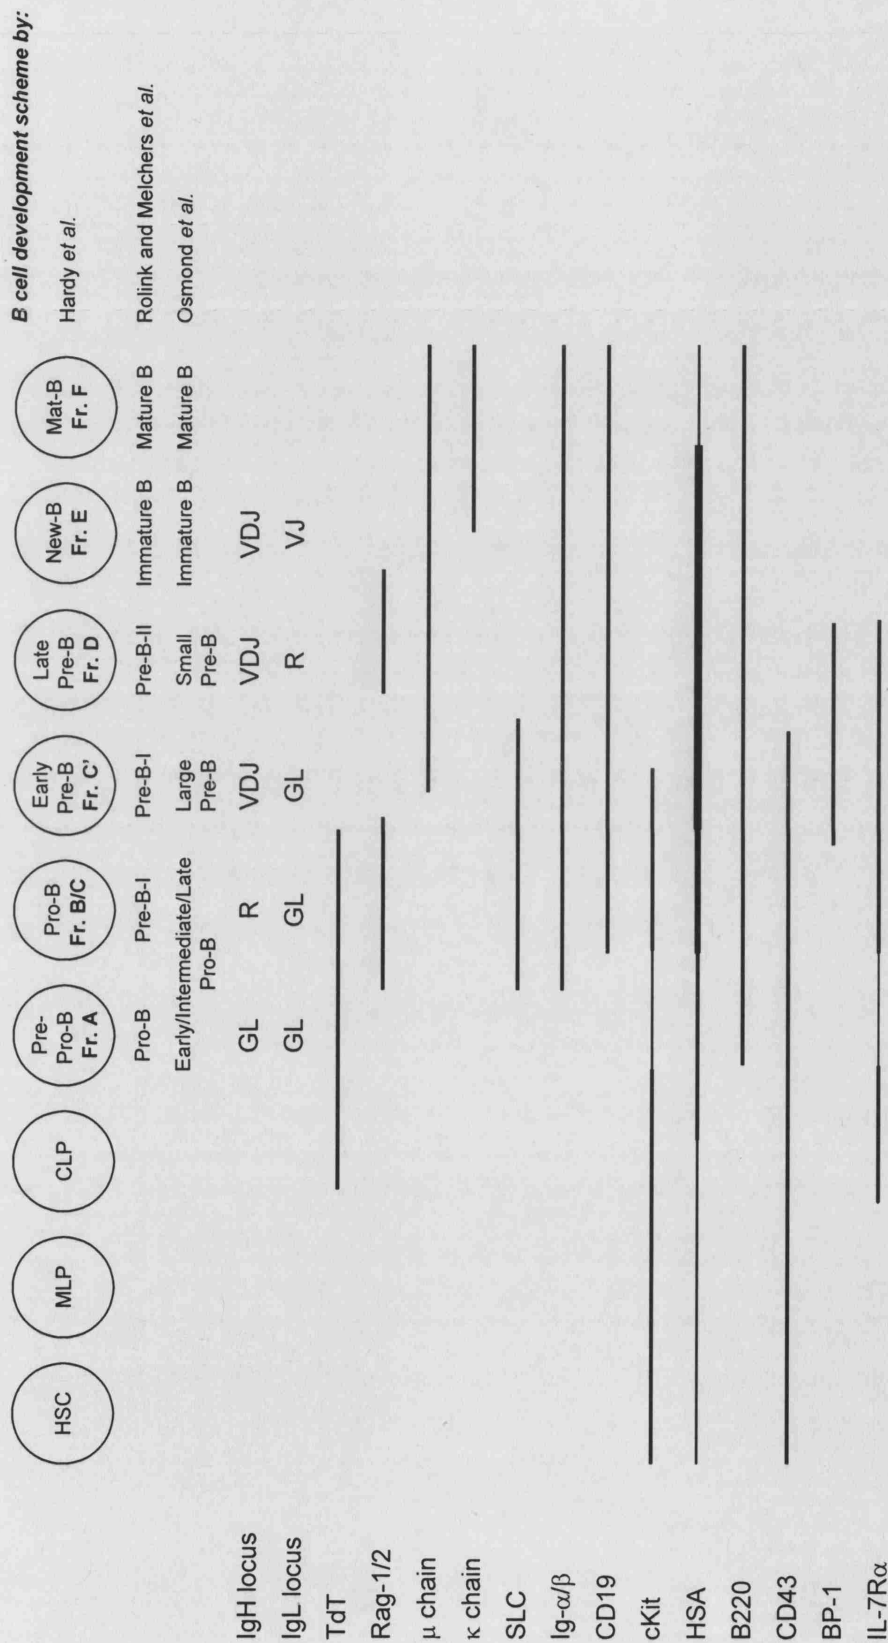 B cell development scheme by:
HSC
MLP
CLP
Pre-
Pro-B
Fr. A
Pro-B
Fr. B/C
Early
Pre-B
Fr. C'
Late
Pre-B
Fr. D
New-B
Fr. E
Mat-B
Fr. F
Hardy et al.
Pro-B
Pre-B-I
Pre-B-I
Pre-B-II
Immature B
Mature B
Rolink and Melchers et al.
Early/Intermediate/Late
Pro-B
Large
Pre-B
Small
Pre-B
Immature B
Mature B
Osmond et al.
IgH locus GL R VDJ VDJ VDJ
IgL locus GL GL GL R VJ
TdT
Rag-1/2
μ chain
κ chain
SLC
Ig-α/β
CD19
cKit
HSA
B220
CD43
BP-1
IL-7Rα